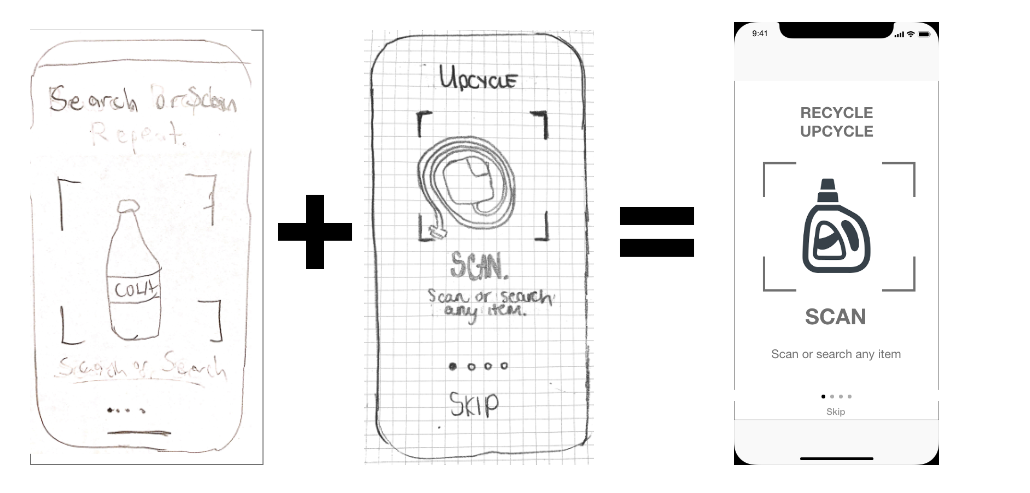 Search or Scan
Repeat.
COLA
Search or Search
UPCYCLE
SCAN.
Scan or search
any item.
SKIP
9:41
RECYCLE
UPCYCLE
SCAN
Scan or search any item
Skip